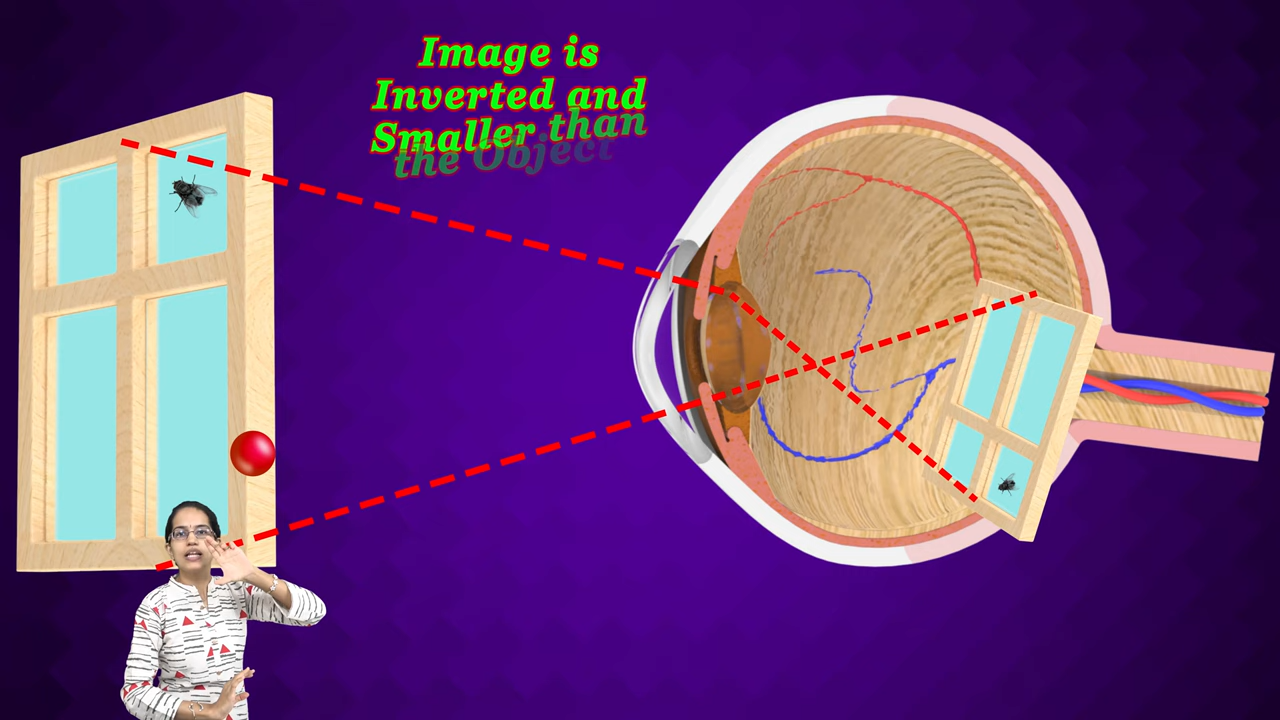 Image is
Inverted and
Smaller than
the Object